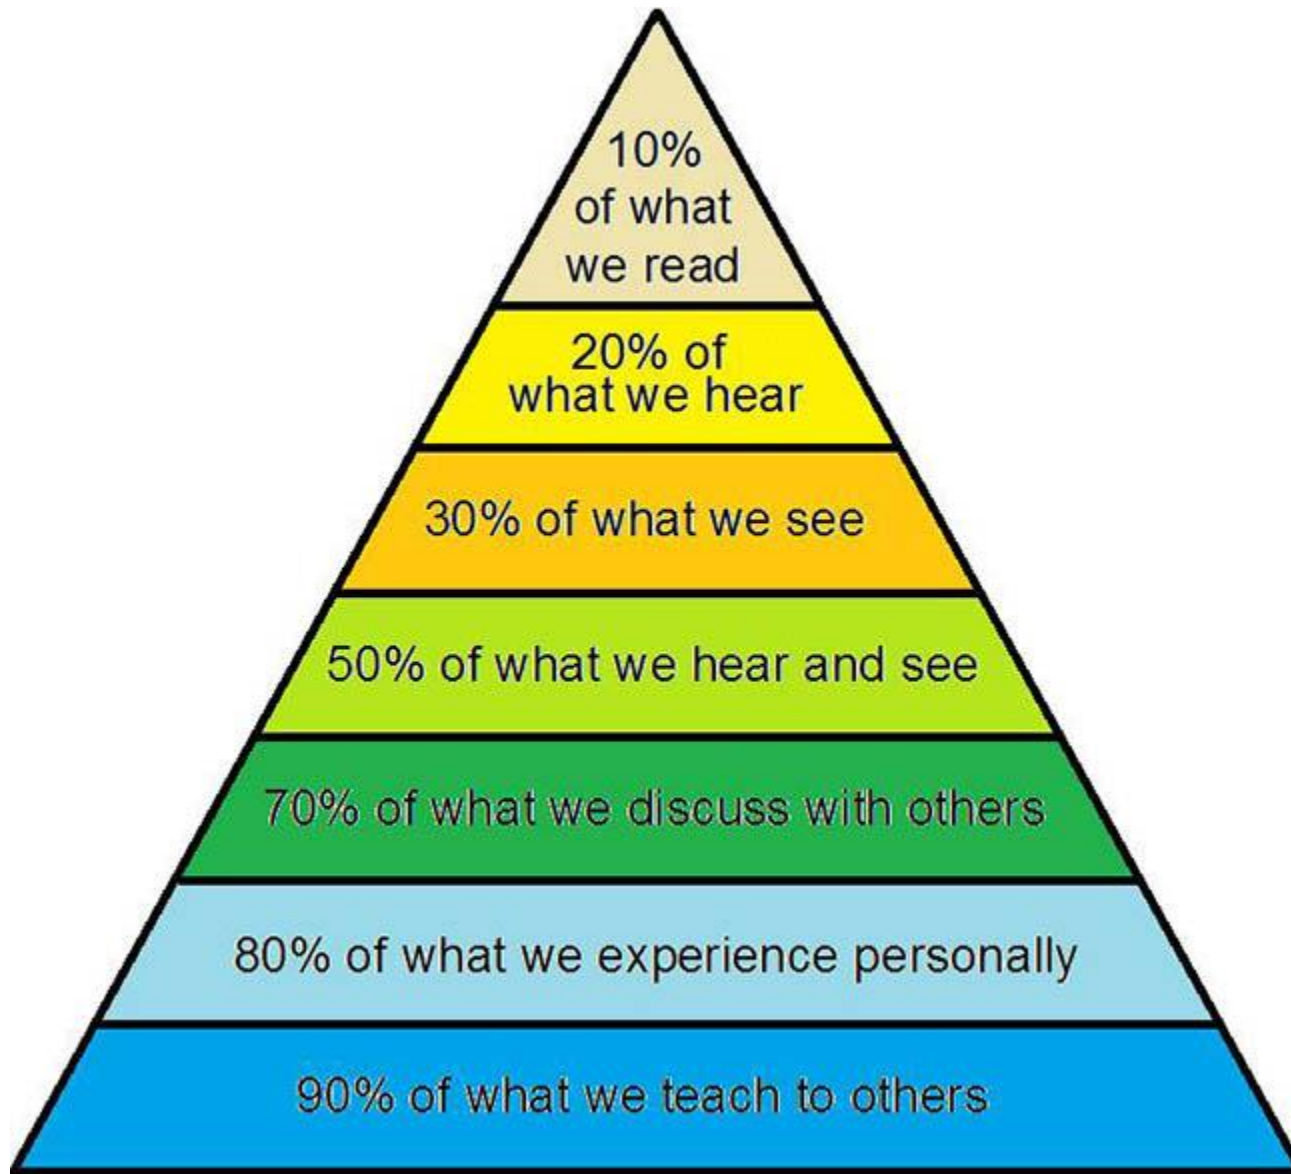 10%
of what
we read
20% of
what we hear
30% of what we see
50% of what we hear and see
70% of what we discuss with others
80% of what we experience personally
90% of what we teach to others